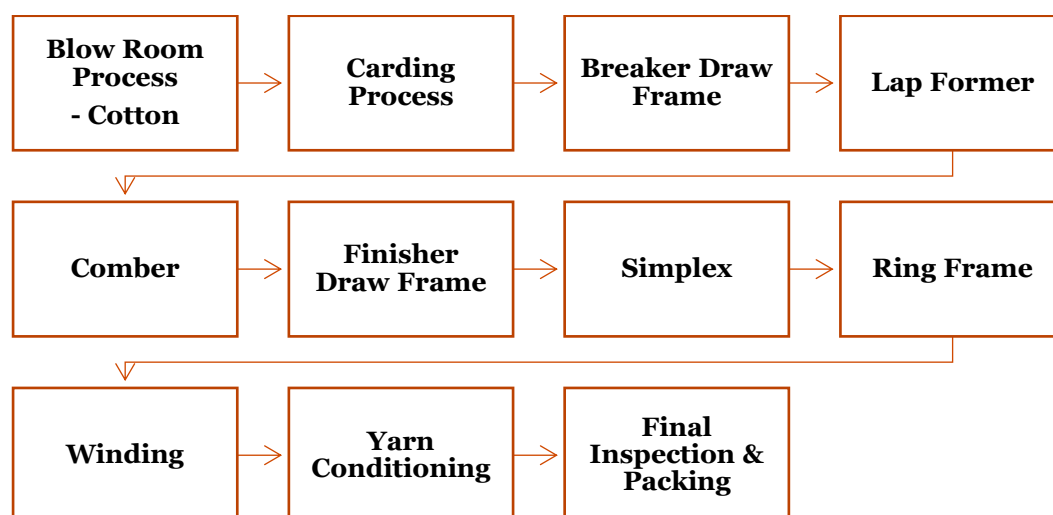 Blow Room
Process
- Cotton
Carding
Process
Breaker Draw
Frame
Lap Former
Comber
Finisher
Draw Frame
Simplex
Ring Frame
Winding
Yarn
Conditioning
Final
Inspection &
Packing